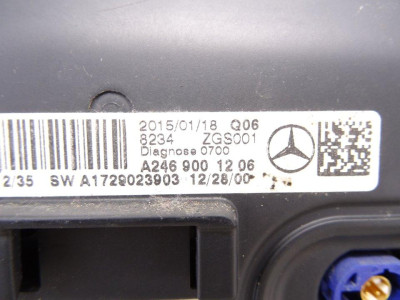 2015/01/18 Q06
8234 ZGS001
Diagnose 0700
A246 900 12 06
2/35 SW A1729023903 12/28/00